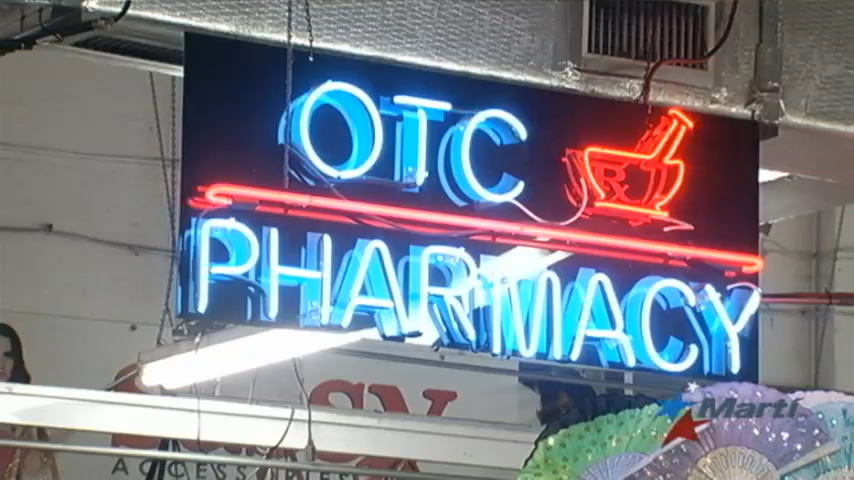 OTC
Rx
PHARMACY
Martí
ACCESSORIES